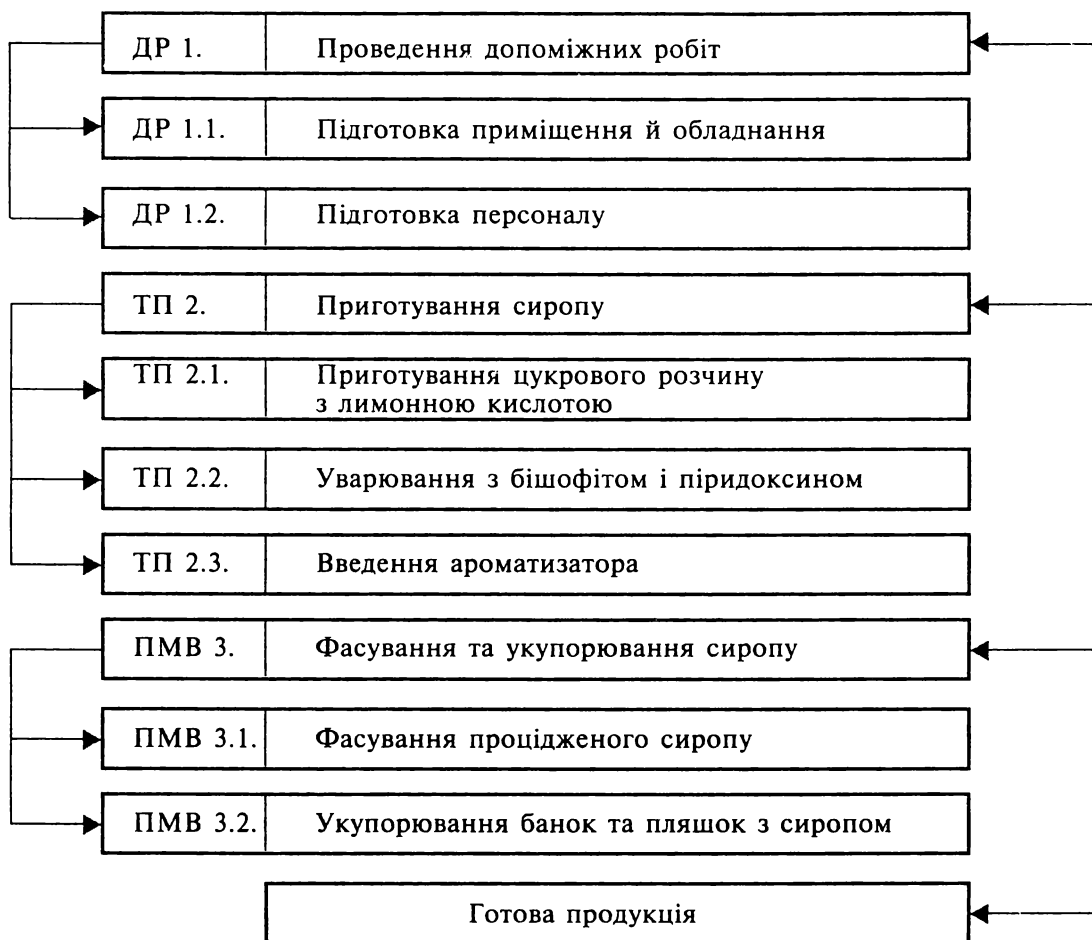 ДР 1. Проведення допоміжних робіт
ДР 1.1. Підготовка приміщення й обладнання
ДР 1.2. Підготовка персоналу
ТП 2. Приготування сиропу
ТП 2.1. Приготування цукрового розчину
з лимонною кислотою
ТП 2.2. Уварювання з бішофітом і піридоксином
ТП 2.3. Введення ароматизатора
ПМВ 3. Фасування та укупорювання сиропу
ПМВ 3.1. Фасування процідженого сиропу
ПМВ 3.2. Укупорювання банок та пляшок з сиропом
Готова продукція